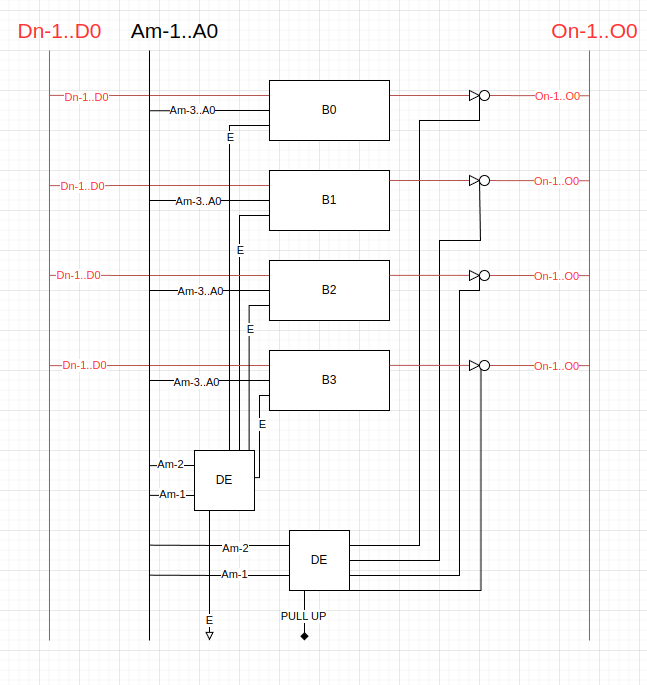 Dn-1..D0 Am-1..A0 On-1..O0
Dn-1..D0 B0 On-1..O0
Am-3..A0
E
Dn-1..D0 B1 On-1..O0
Am-3..A0
E
Dn-1..D0 B2 On-1..O0
Am-3..A0
E
Dn-1..D0 B3 On-1..O0
Am-3..A0
E
Am-2
DE
Am-1
Am-2
DE
Am-1
E PULL UP